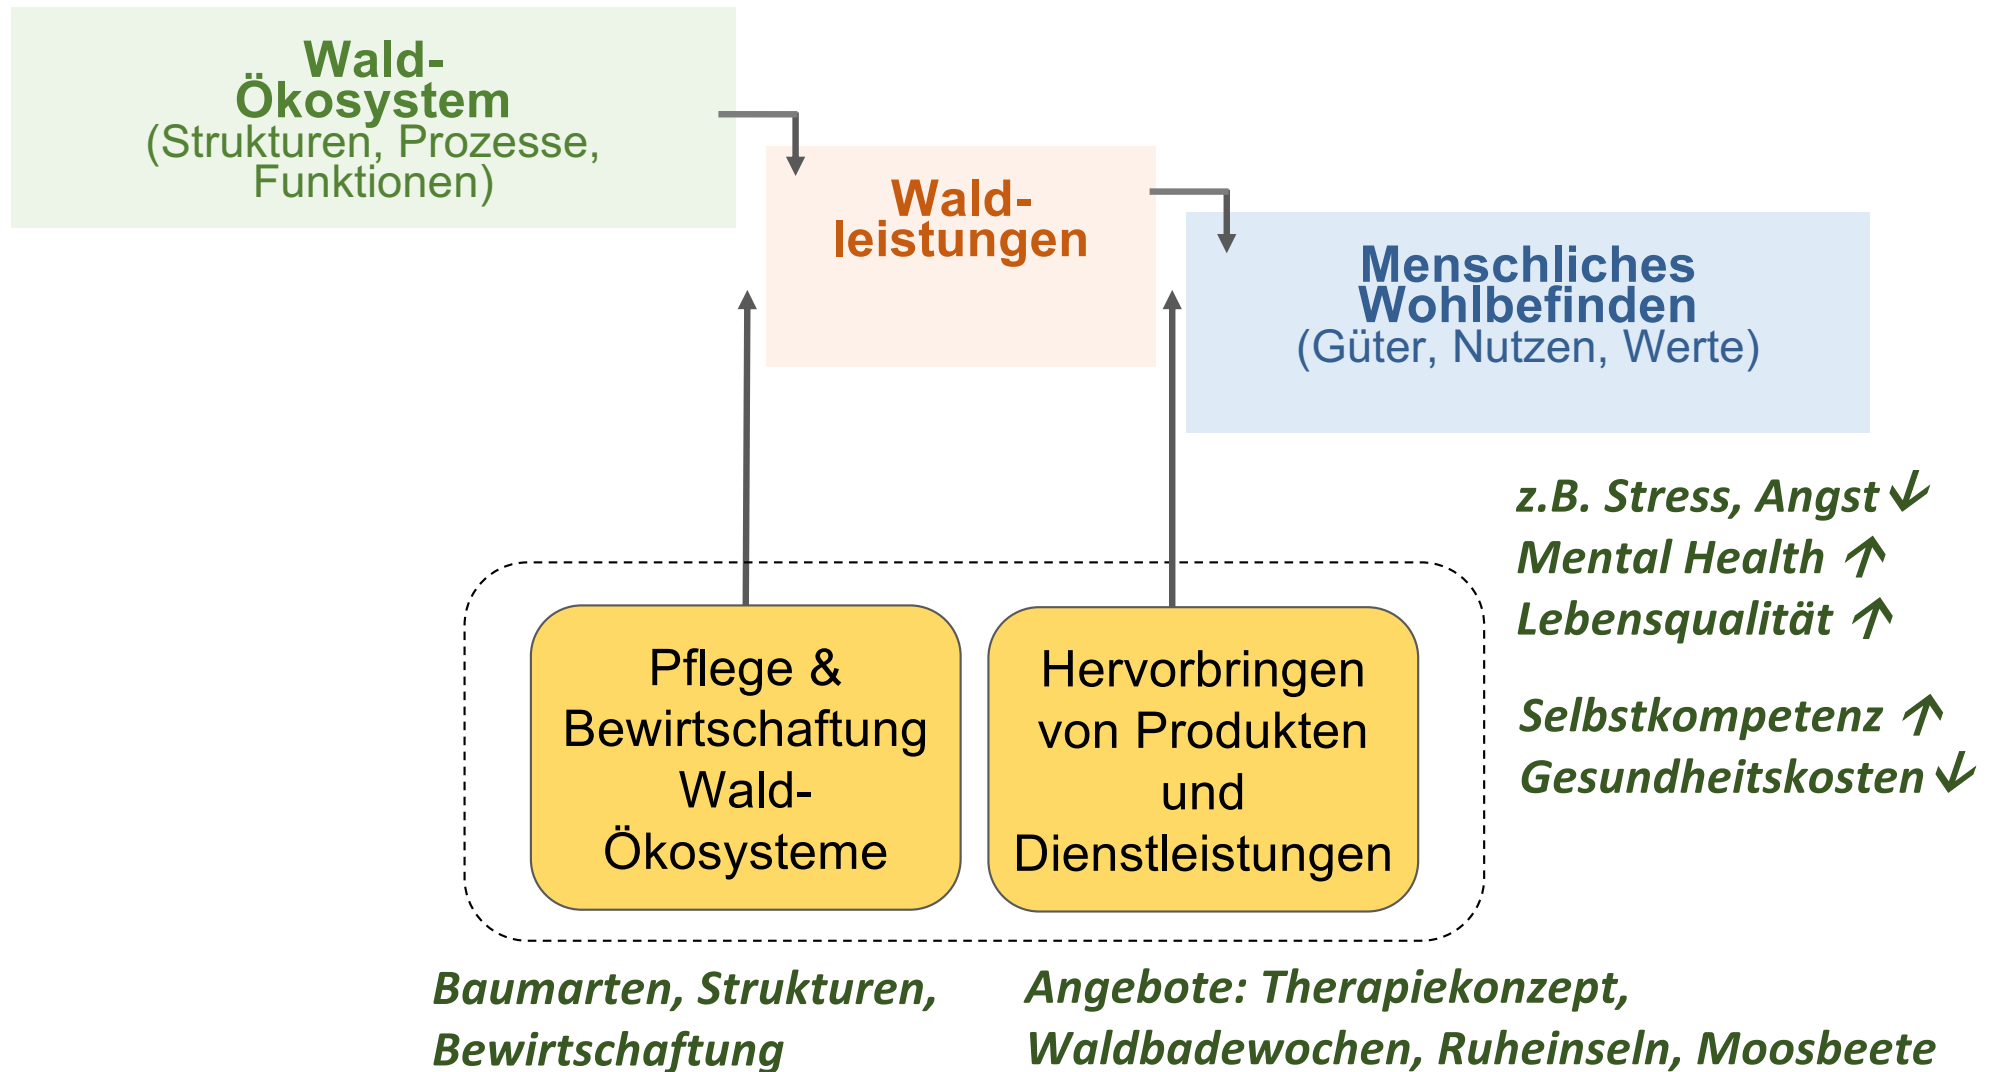 Wald-
Ökosystem
(Strukturen, Prozesse,
Funktionen)
Wald-
leistungen
Menschliches
Wohlbefinden
(Güter, Nutzen, Werte)
z.B. Stress, Angst ↓
Mental Health ↑
Lebensqualität ↑
Selbstkompetenz ↑
Gesundheitskosten ↓
Pflege &
Bewirtschaftung
Wald-
Ökosysteme
Hervorbringen
von Produkten
und
Dienstleistungen
Baumarten, Strukturen,
Bewirtschaftung
Angebote: Therapiekonzept,
Waldbadewochen, Ruheinseln, Moosbeete